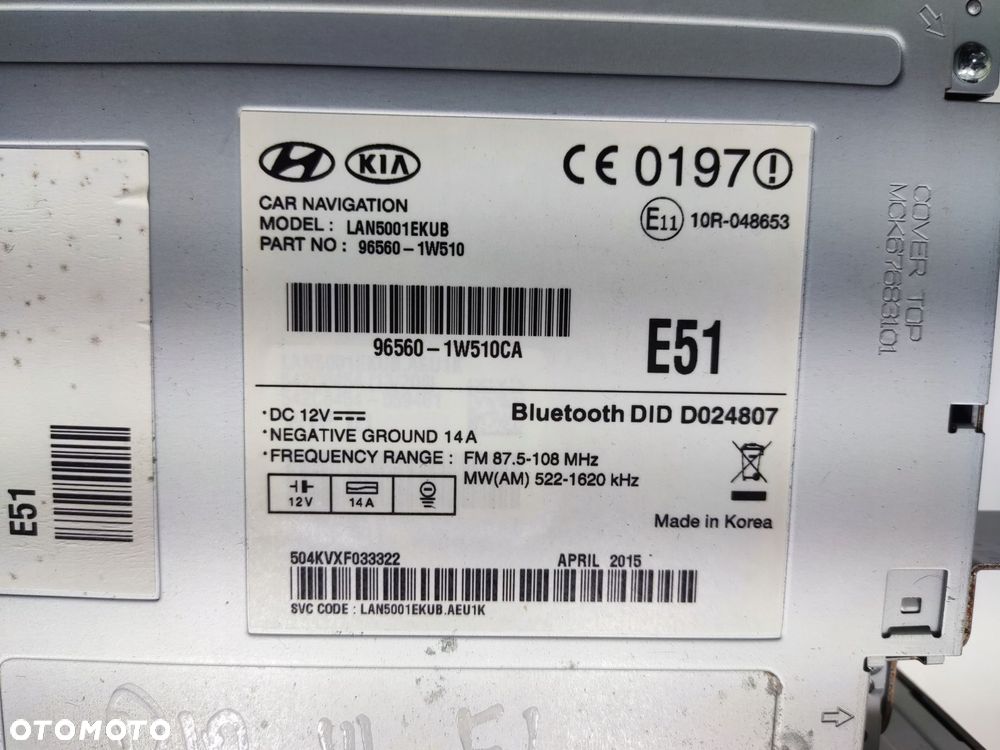 KIA
CE 0197
CAR NAVIGATION
MODEL : LAN5001EKUB
PART NO : 96560-1W510
E11 10R-048653
96560-1W510CA
E51
•DC 12V
•NEGATIVE GROUND 14A
•FREQUENCY RANGE : FM 87.5-108 MHz
MW(AM) 522-1620 kHz
Bluetooth DID D024807
12V 14A
Made in Korea
504KVXF033322
APRIL 2015
SVC CODE : LAN5001EKUB.AEU1K
E51
COVER TOP
MCK67683101
OTOMOTO